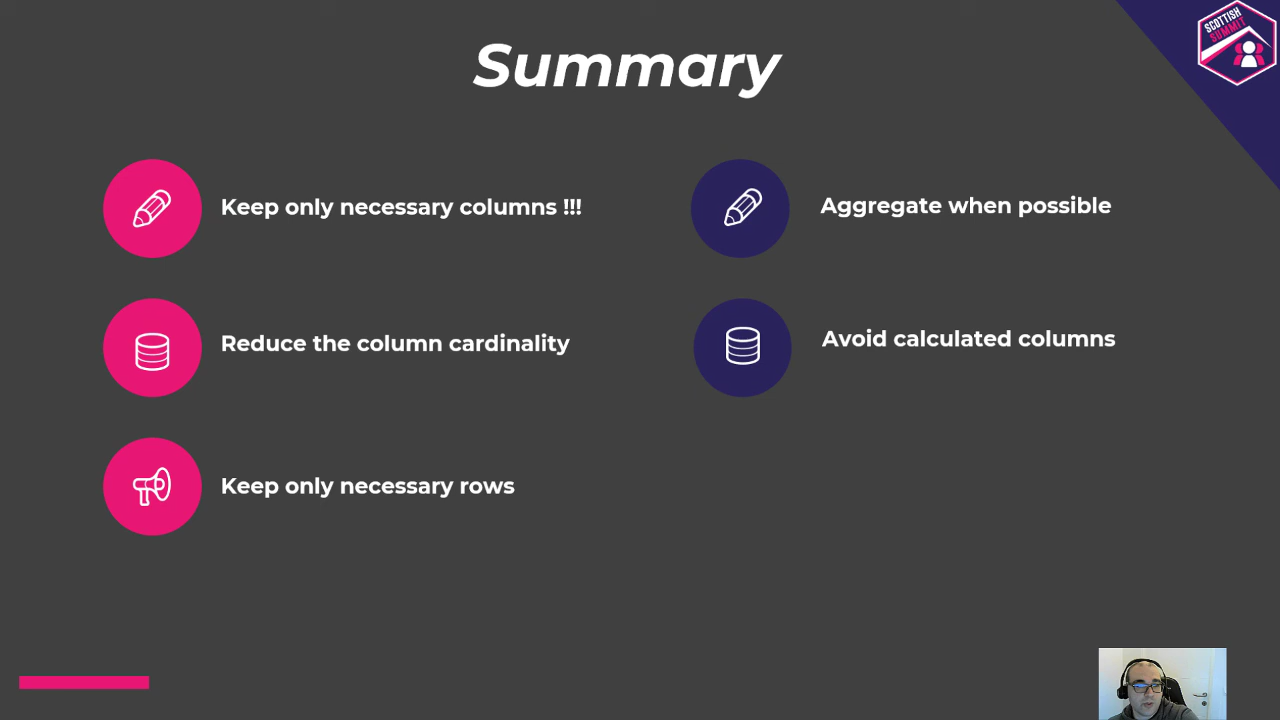 SCOTTISH
SUMMIT
Summary
Keep only necessary columns !!!
Reduce the column cardinality
Keep only necessary rows
Aggregate when possible
Avoid calculated columns